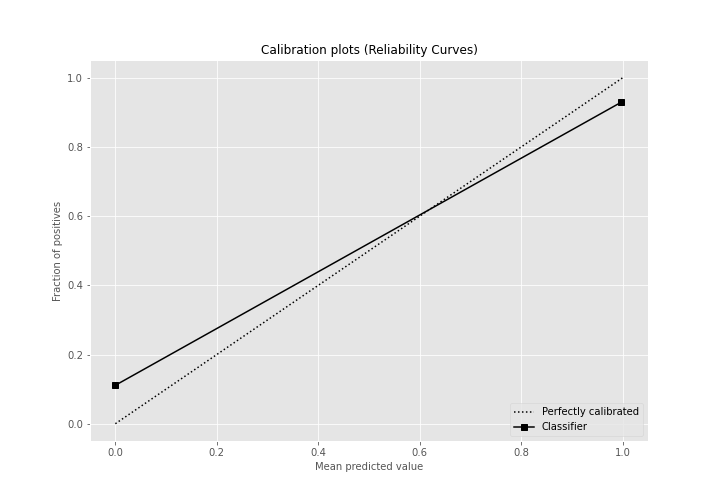 Calibration plots (Reliability Curves)
Fraction of positives
1.0
0.8
0.6
0.4
0.2
0.0
0.0 0.2 0.4 0.6 0.8 1.0
Mean predicted value
Perfectly calibrated
Classifier